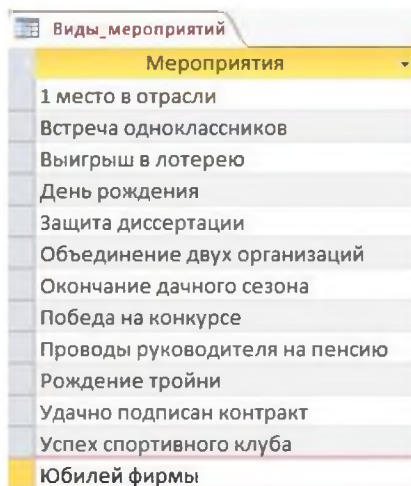 Виды_мероприятий
Мероприятия
1 место в отрасли
Встреча одноклассников
Выигрыш в лотерею
День рождения
Защита диссертации
Объединение двух организаций
Окончание дачного сезона
Победа на конкурсе
Проводы руководителя на пенсию
Рождение тройни
Удачно подписан контракт
Успех спортивного клуба
Юбилей фирмы